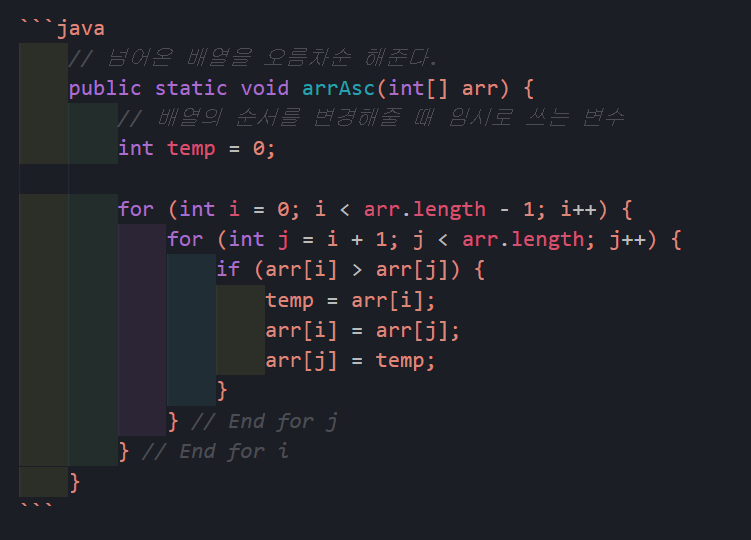 ```java
// 넘어온 배열을 오름차순 해준다.
public static void arrAsc(int[] arr) {
// 배열의 순서를 변경해줄 때 임시로 쓰는 변수
int temp = 0;
for (int i = 0; i < arr.length - 1; i++) {
for (int j = i + 1; j < arr.length; j++) {
if (arr[i] > arr[j]) {
temp = arr[i];
arr[i] = arr[j];
arr[j] = temp;
}
} // End for j
} // End for i
}
```